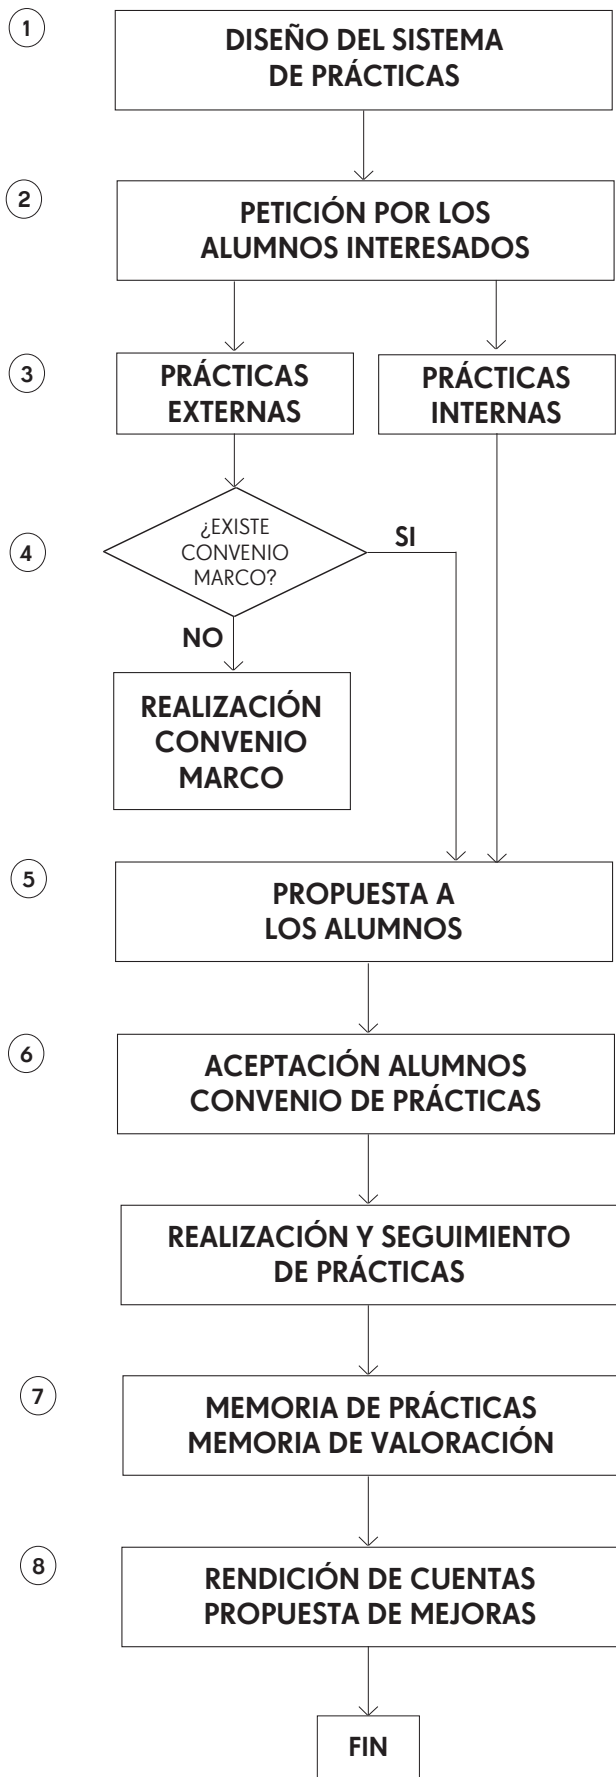 1
DISEÑO DEL SISTEMA
DE PRÁCTICAS
2
PETICIÓN POR LOS
ALUMNOS INTERESADOS
3
PRÁCTICAS
EXTERNAS
PRÁCTICAS
INTERNAS
4
¿EXISTE
CONVENIO
MARCO?
SI
NO
REALIZACIÓN
CONVENIO
MARCO
5
PROPUESTA A
LOS ALUMNOS
6
ACEPTACIÓN ALUMNOS
CONVENIO DE PRÁCTICAS
REALIZACIÓN Y SEGUIMIENTO
DE PRÁCTICAS
7
MEMORIA DE PRÁCTICAS
MEMORIA DE VALORACIÓN
8
RENDICIÓN DE CUENTAS
PROPUESTA DE MEJORAS
FIN